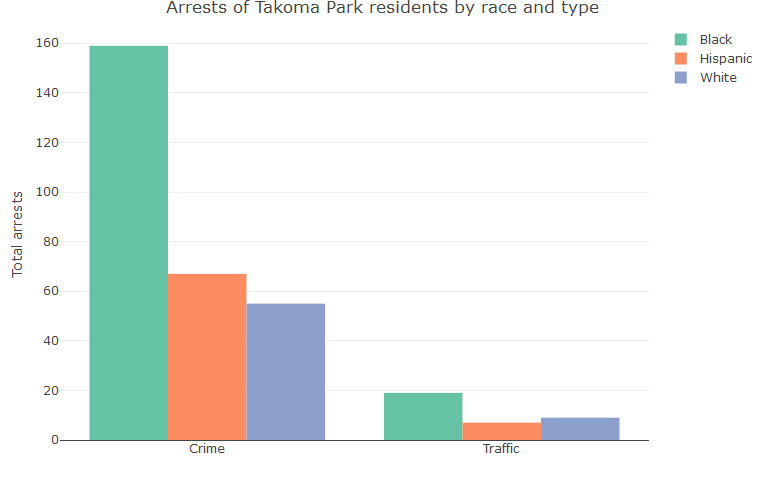 Arrests of Takoma Park residents by race and type
Black
Hispanic
White
Total arrests
160
140
120
100
80
60
40
20
0
Crime
Traffic